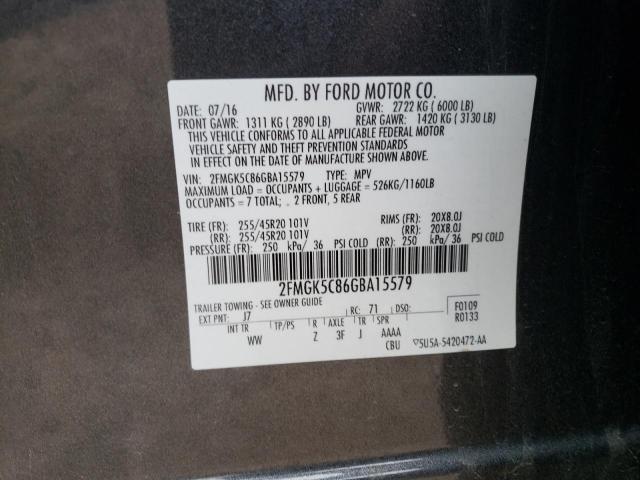 MFD. BY FORD MOTOR CO.
DATE: 07/16 GVWR: 2722 KG ( 6000 LB)
FRONT GAWR: 1311 KG ( 2890 LB) REAR GAWR: 1420 KG ( 3130 LB)
THIS VEHICLE CONFORMS TO ALL APPLICABLE FEDERAL MOTOR
VEHICLE SAFETY AND THEFT PREVENTION STANDARDS
IN EFFECT ON THE DATE OF MANUFACTURE SHOWN ABOVE.
VIN: 2FMGK5C86GBA15579 TYPE: MPV
MAXIMUM LOAD = OCCUPANTS + LUGGAGE = 526KG/1160LB
OCCUPANTS = 7 TOTAL; . 2 FRONT, 5 REAR
TIRE (FR): 255/45R20 101V RIMS (FR): 20X8.0J
(RR): 255/45R20 101V (RR): 20X8.0J
PRESSURE (FR): 250 kPa/ 36 PSI COLD (RR): 250 kPa/ 36 PSI COLD
2FMGK5C86GBA15579
TRAILER TOWING - SEE OWNER GUIDE
EXT PNT: J7 RC: 71 DSO: F0109
R0133
INT TR TP/PS R AXLE TR SPR
WW Z 3F J AAAA
CBU ▽5U5A-5420472-AA